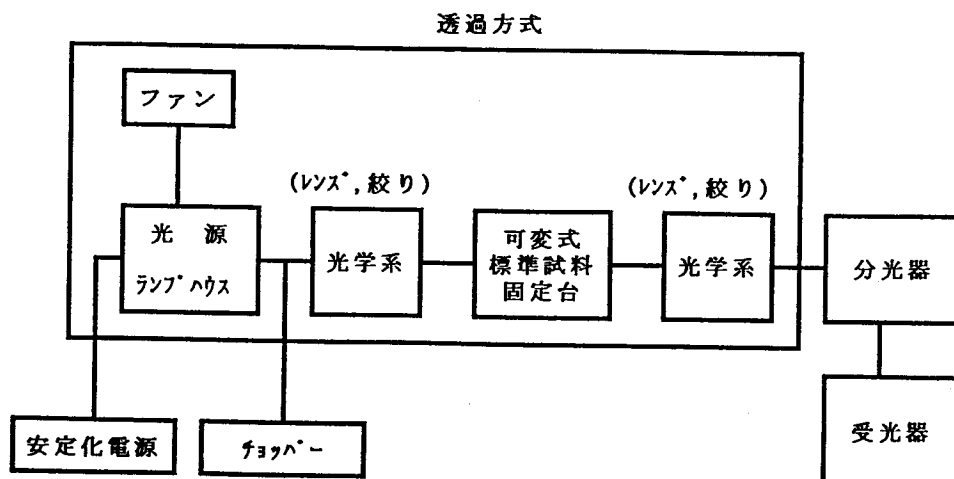 透過方式
ファン
(レンズ,絞り)
(レンズ,絞り)
光 源
ランプハウス
光学系
可変式
標準試料
固定台
光学系
分光器
安定化電源
チョッパー
受光器